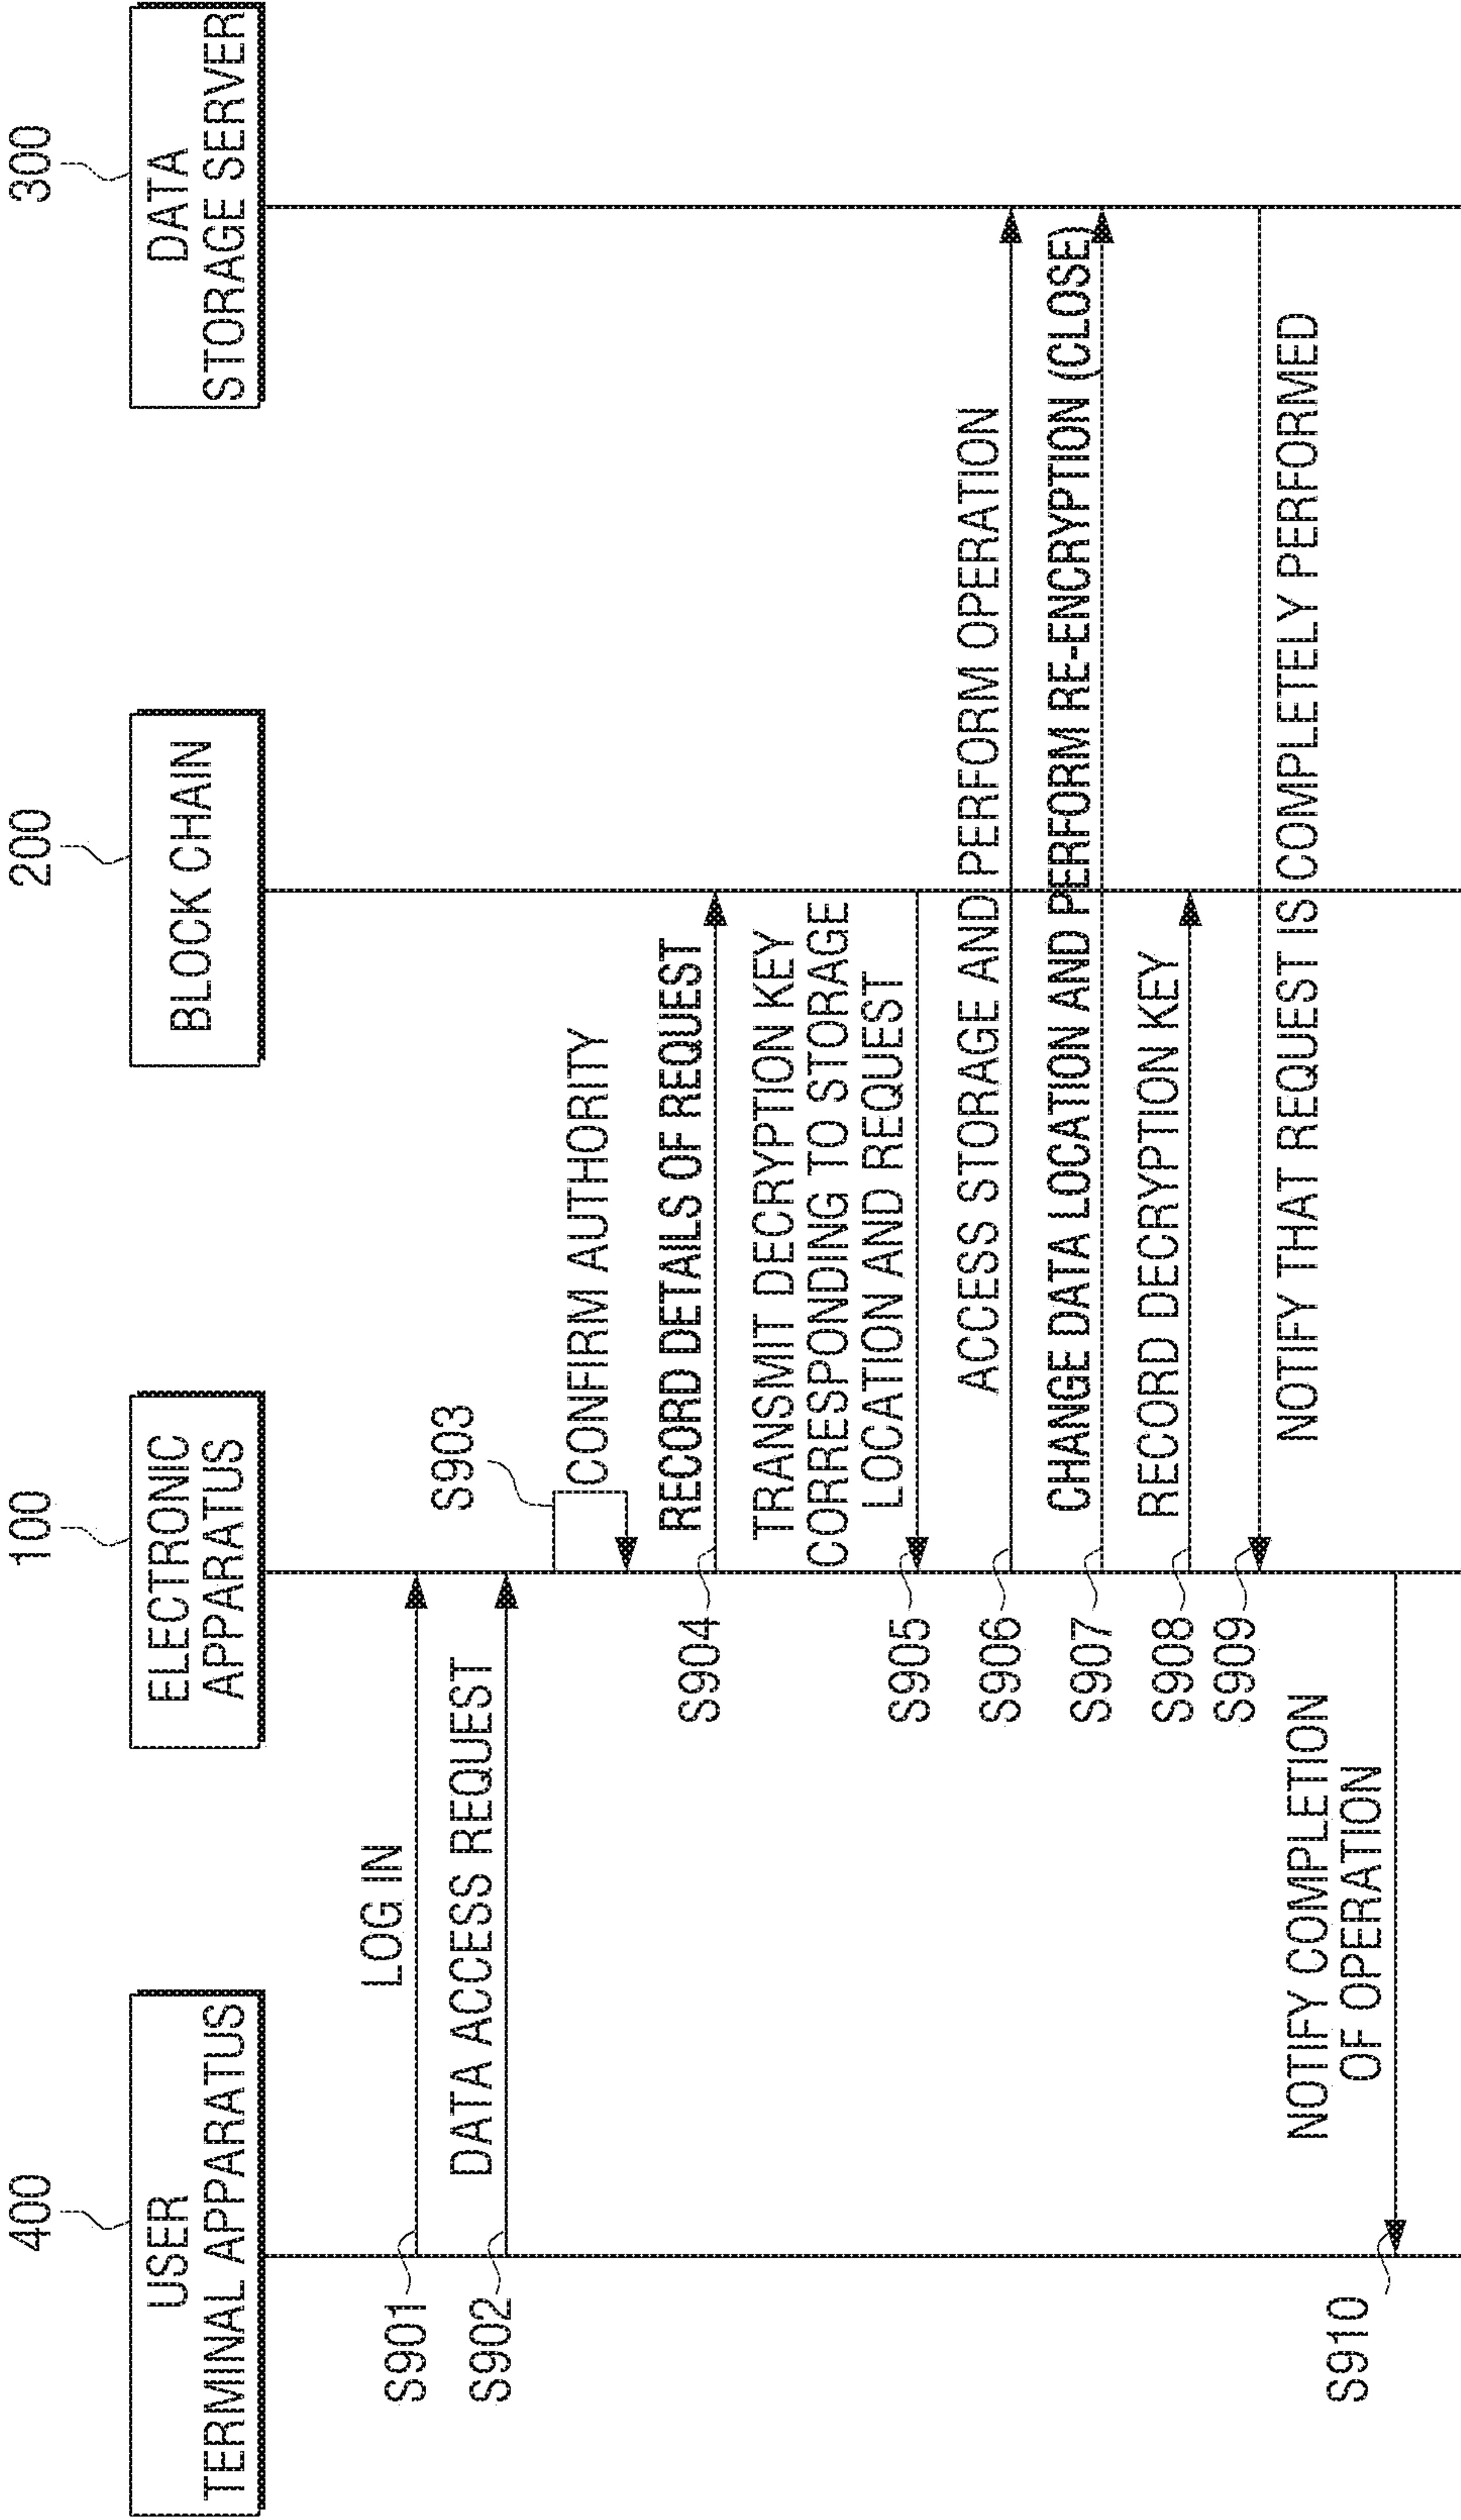 400
100
200
300
USER
TERMINAL APPARATUS
ELECTRONIC
APPARATUS
BLOCK CHAIN
DATA
STORAGE SERVER
S901
LOG IN
S902
DATA ACCESS REQUEST
S903
CONFIRM AUTHORITY
S904
RECORD DETAILS OF REQUEST
S905
TRANSMIT DECRYPTION KEY
CORRESPONDING TO STORAGE
LOCATION AND REQUEST
S906
ACCESS STORAGE AND PERFORM OPERATION
S907
CHANGE DATA LOCATION AND PERFORM RE-ENCRYPTION (CLOSE)
S908
RECORD DECRYPTION KEY
S909
NOTIFY THAT REQUEST IS COMPLETELY PERFORMED
S910
NOTIFY COMPLETION
OF OPERATION